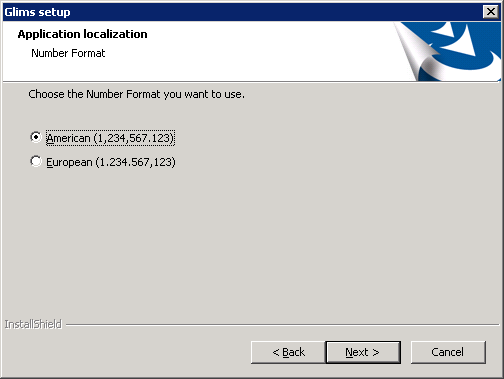 Glims setup
Application localization
Number Format
Choose the Number Format you want to use.
American (1,234,567.123)
European (1.234.567,123)
InstallShield
< Back
Next >
Cancel